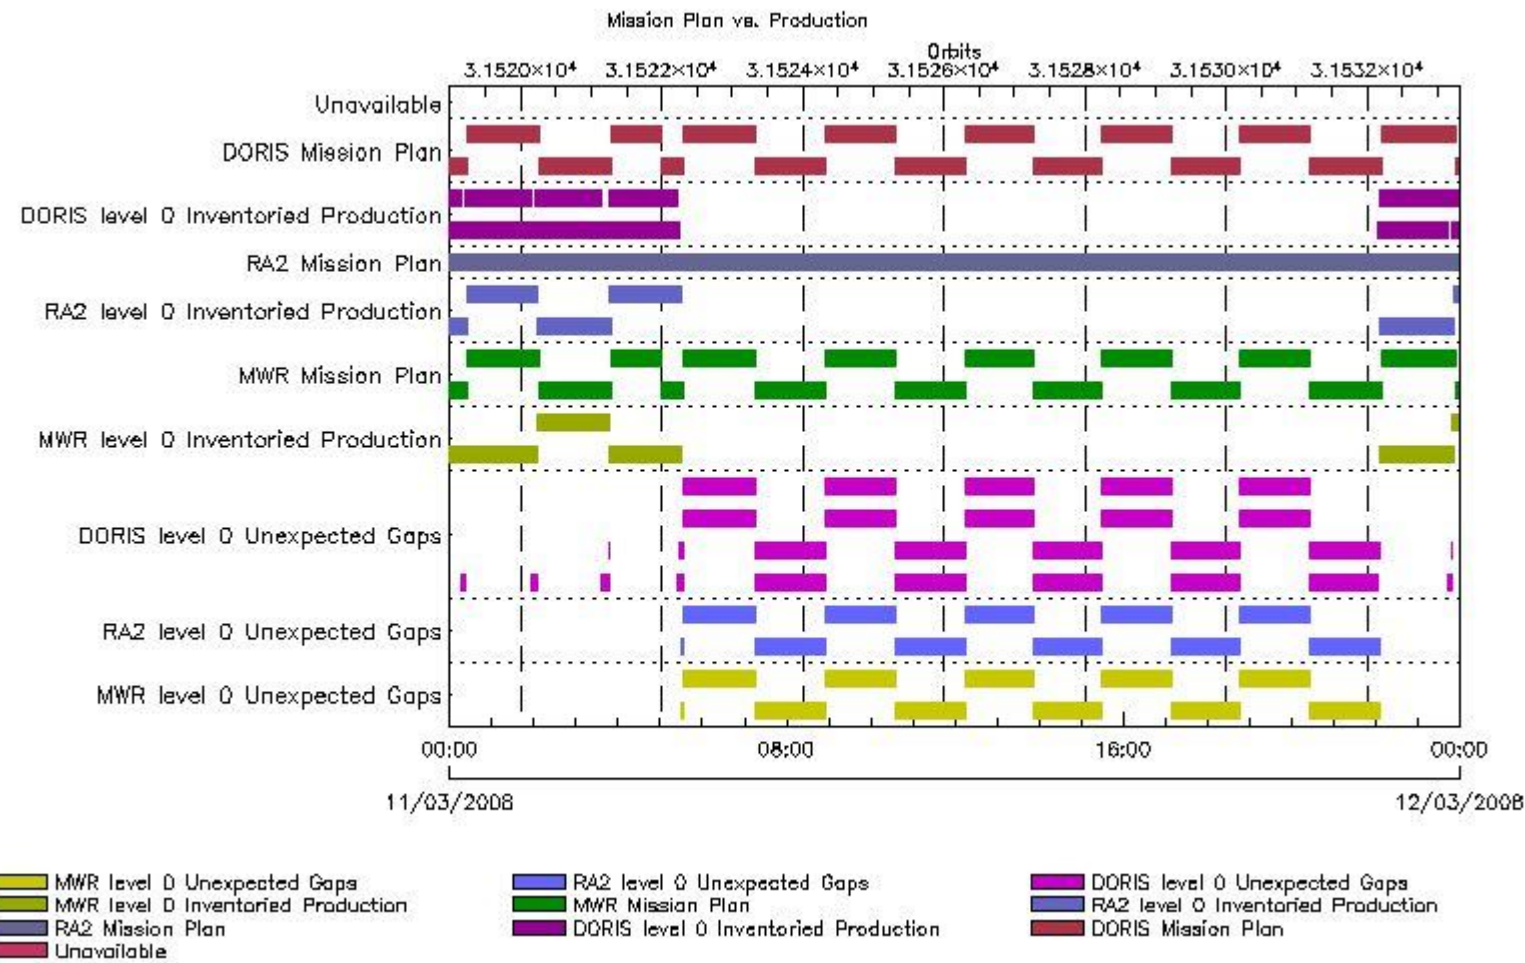 Mission Plan vs. Production
Orbits
3.1520×10⁴ 3.1522×10⁴ 3.1524×10⁴ 3.1526×10⁴ 3.1528×10⁴ 3.1530×10⁴ 3.1532×10⁴
Unavailable
DORIS Mission Plan
DORIS level 0 Inventoried Production
RA2 Mission Plan
RA2 level 0 Inventoried Production
MWR Mission Plan
MWR level 0 Inventoried Production
DORIS level 0 Unexpected Gaps
RA2 level 0 Unexpected Gaps
MWR level 0 Unexpected Gaps
00:00 08:00 16:00 00:00
11/03/2008 12/03/2008
MWR level 0 Unexpected Gaps RA2 level 0 Unexpected Gaps DORIS level 0 Unexpected Gaps
MWR level 0 Inventoried Production MWR Mission Plan RA2 level 0 Inventoried Production
RA2 Mission Plan DORIS level 0 Inventoried Production DORIS Mission Plan
Unavailable